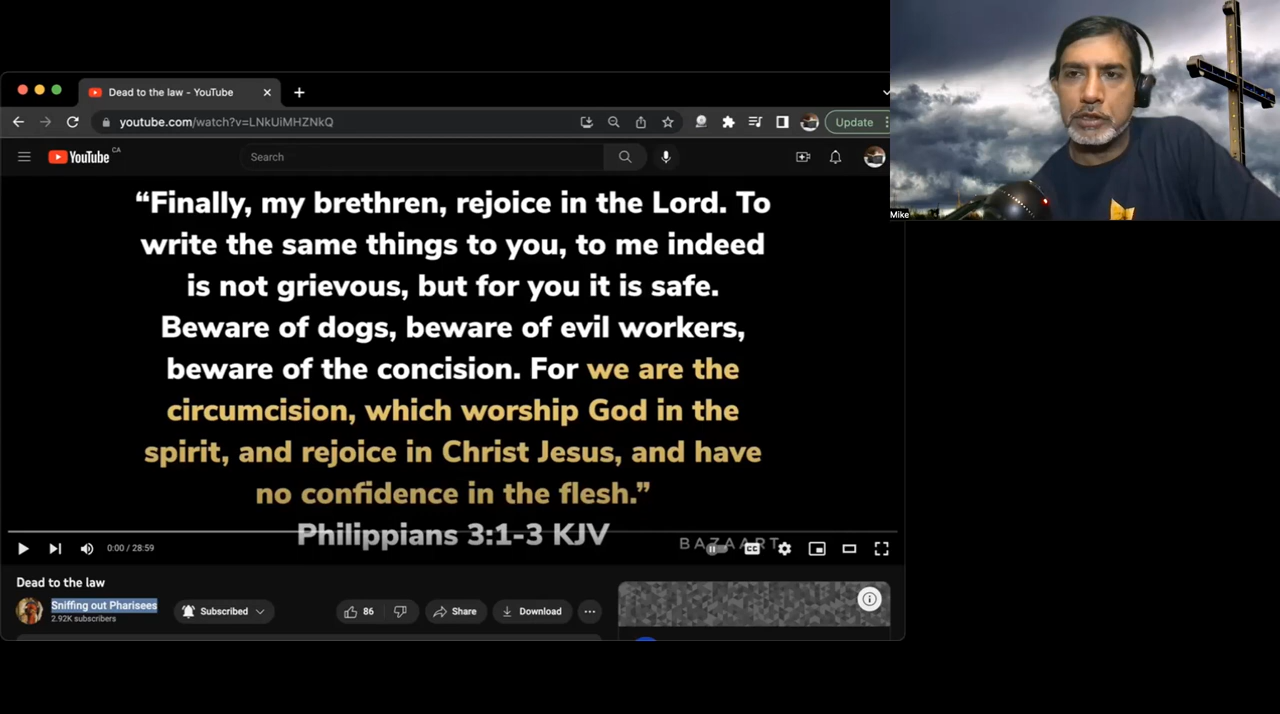 Dead to the law - YouTube
youtube.com/watch?v=LNkUiMHZNkQ
Update
YouTube CA
Search
“Finally, my brethren, rejoice in the Lord. To
write the same things to you, to me indeed
is not grievous, but for you it is safe.
Beware of dogs, beware of evil workers,
beware of the concision. For we are the
circumcision, which worship God in the
spirit, and rejoice in Christ Jesus, and have
no confidence in the flesh.”
Philippians 3:1-3 KJV
BAZAART
0:00 / 28:59
CC
Dead to the law
Sniffing out Pharisees
2.92K subscribers
Subscribed
86
Share
Download
Mike